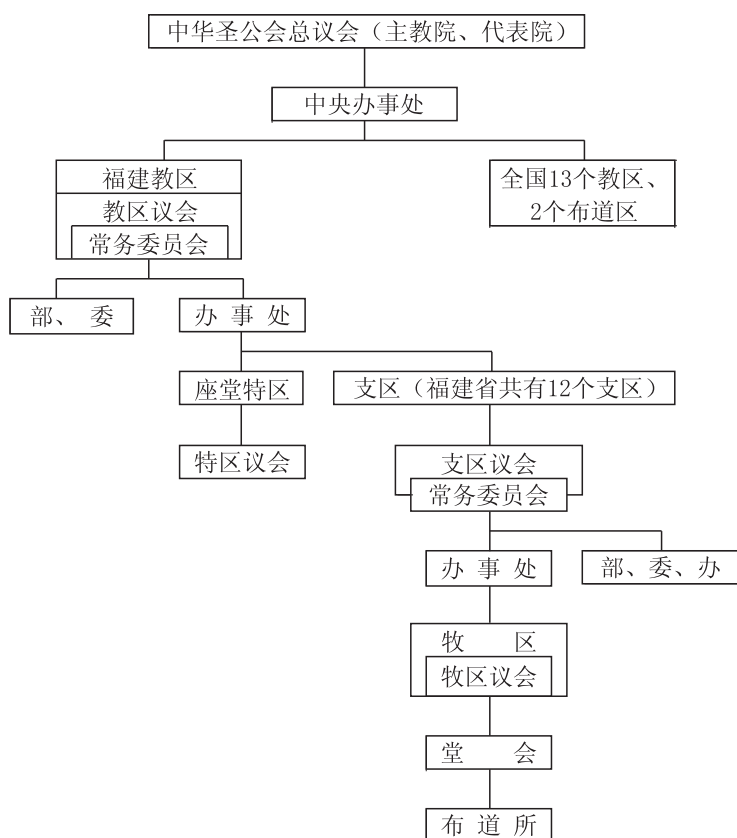 中华圣公会总议会（主教院、代表院）
中央办事处
福建教区
教区议会
常务委员会
全国13个教区、
2个布道区
部、委
办事处
座堂特区
支区（福建省共有12个支区）
特区议会
支区议会
常务委员会
办事处
部、委、办
牧区
牧区议会
堂会
布道所